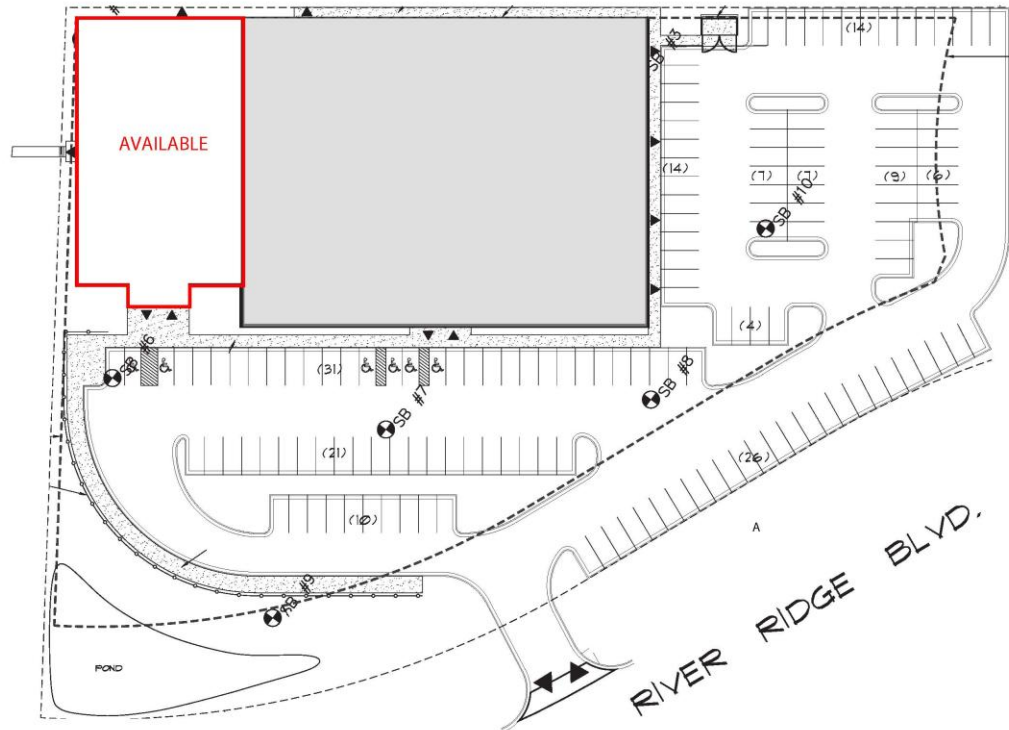 (14)
SB #3
AVAILABLE
(14)
(7)
(7)
(9)
(6)
SB #10
(4)
SB #6
(31)
SB #8
SB #7
(21)
(26)
(10)
A
RIVER RIDGE BLVD.
SB #9
POND